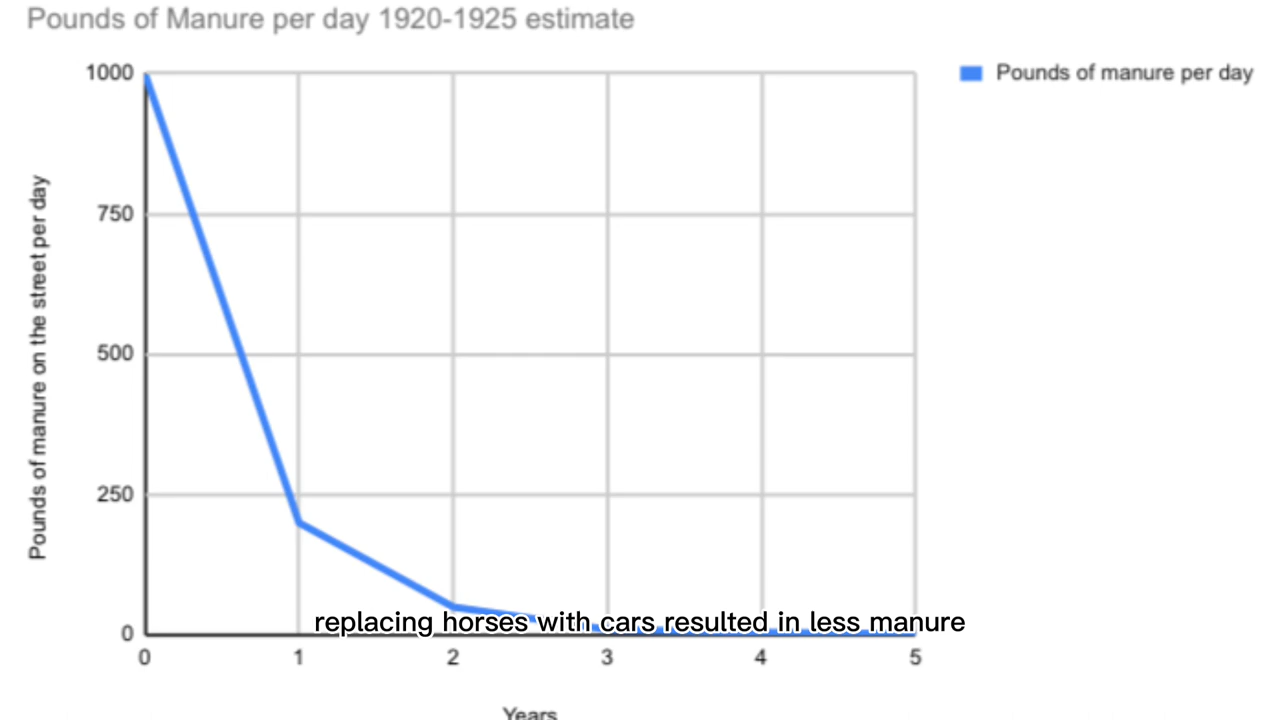 Pounds of Manure per day 1920-1925 estimate
Pounds of manure per day
Pounds of manure on the street per day
1000
750
500
250
0
0 1 2 3 4 5
replacing horses with cars resulted in less manure
Years